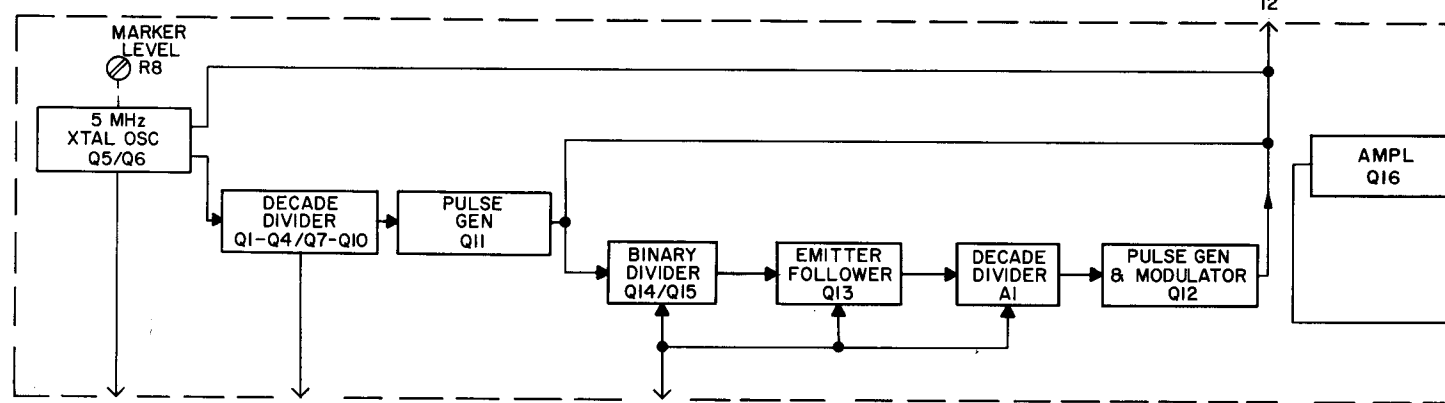 12
MARKER
LEVEL
R8
5 MHz
XTAL OSC
Q5/Q6
DECADE
DIVIDER
Q1-Q4/Q7-Q10
PULSE
GEN
Q11
BINARY
DIVIDER
Q14/Q15
EMITTER
FOLLOWER
Q13
DECADE
DIVIDER
A1
PULSE GEN
& MODULATOR
Q12
AMPL
Q16